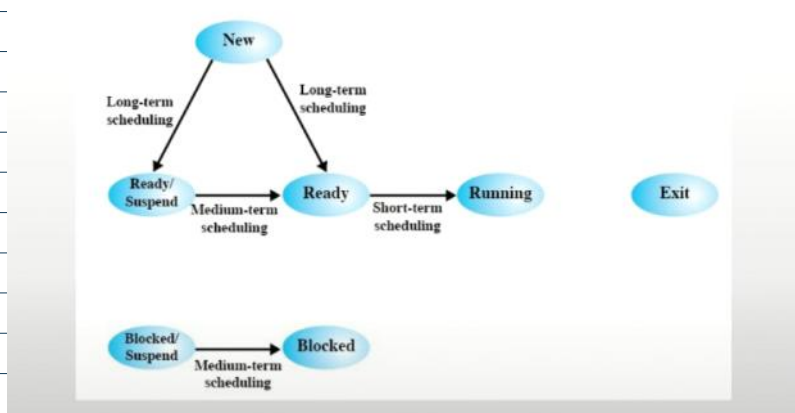 New
Long-term
scheduling
Long-term
scheduling
Ready/
Suspend
Medium-term
scheduling
Ready
Short-term
scheduling
Running
Exit
Blocked/
Suspend
Medium-term
scheduling
Blocked